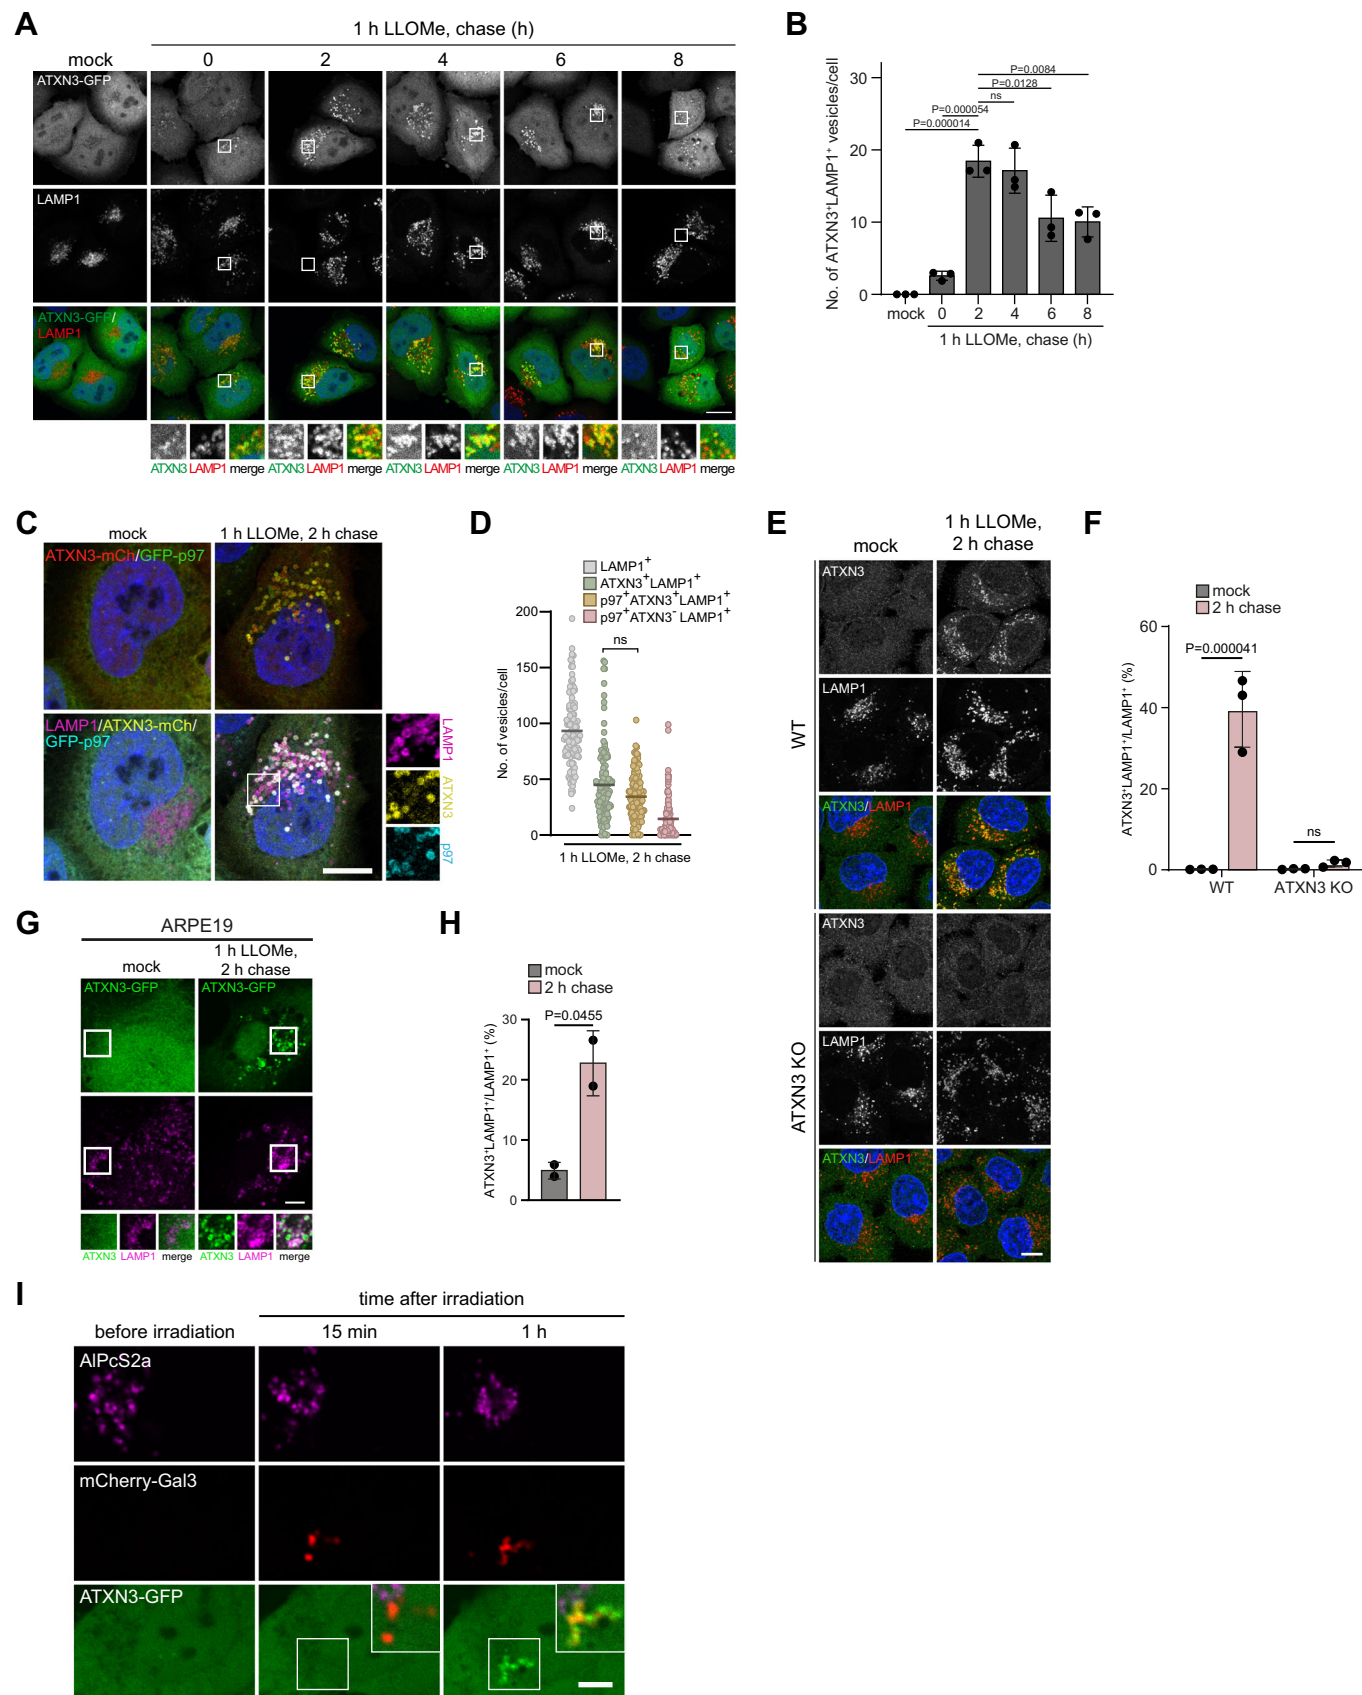 A
1 h LLOMe, chase (h)
mock 0 2 4 6 8
ATXN3-GFP
LAMP1
ATXN3-GFP/
LAMP1
ATXN3 LAMP1 merge ATXN3 LAMP1 merge ATXN3 LAMP1 merge ATXN3 LAMP1 merge ATXN3 LAMP1 merge
B
No. of ATXN3⁺LAMP1⁺ vesicles/cell
30
20
10
0
P=0.0084
P=0.0128
ns
P=0.000054
P=0.000014
mock 0 2 4 6 8
1 h LLOMe, chase (h)
C
mock
1 h LLOMe, 2 h chase
ATXN3-mCh/GFP-p97
LAMP1/ATXN3-mCh/
GFP-p97
LAMP1
ATXN3
p97
D
LAMP1⁺
ATXN3⁺LAMP1⁺
p97⁺ATXN3⁺LAMP1⁺
p97⁺ATXN3⁻LAMP1⁺
No. of vesicles/cell
200
150
100
50
0
ns
1 h LLOMe, 2 h chase
E
mock
1 h LLOMe,
2 h chase
WT
ATXN3
LAMP1
ATXN3/LAMP1
ATXN3 KO
ATXN3
LAMP1
ATXN3/LAMP1
F
mock
2 h chase
ATXN3⁺LAMP1⁺/LAMP1⁺ (%)
60
40
20
0
P=0.000041
ns
WT ATXN3 KO
G
ARPE19
mock
1 h LLOMe,
2 h chase
ATXN3-GFP
ATXN3-GFP
ATXN3 LAMP1 merge ATXN3 LAMP1 merge
H
mock
2 h chase
ATXN3⁺LAMP1⁺/LAMP1⁺ (%)
30
20
10
0
P=0.0455
I
time after irradiation
before irradiation 15 min 1 h
AlPcS2a
mCherry-Gal3
ATXN3-GFP